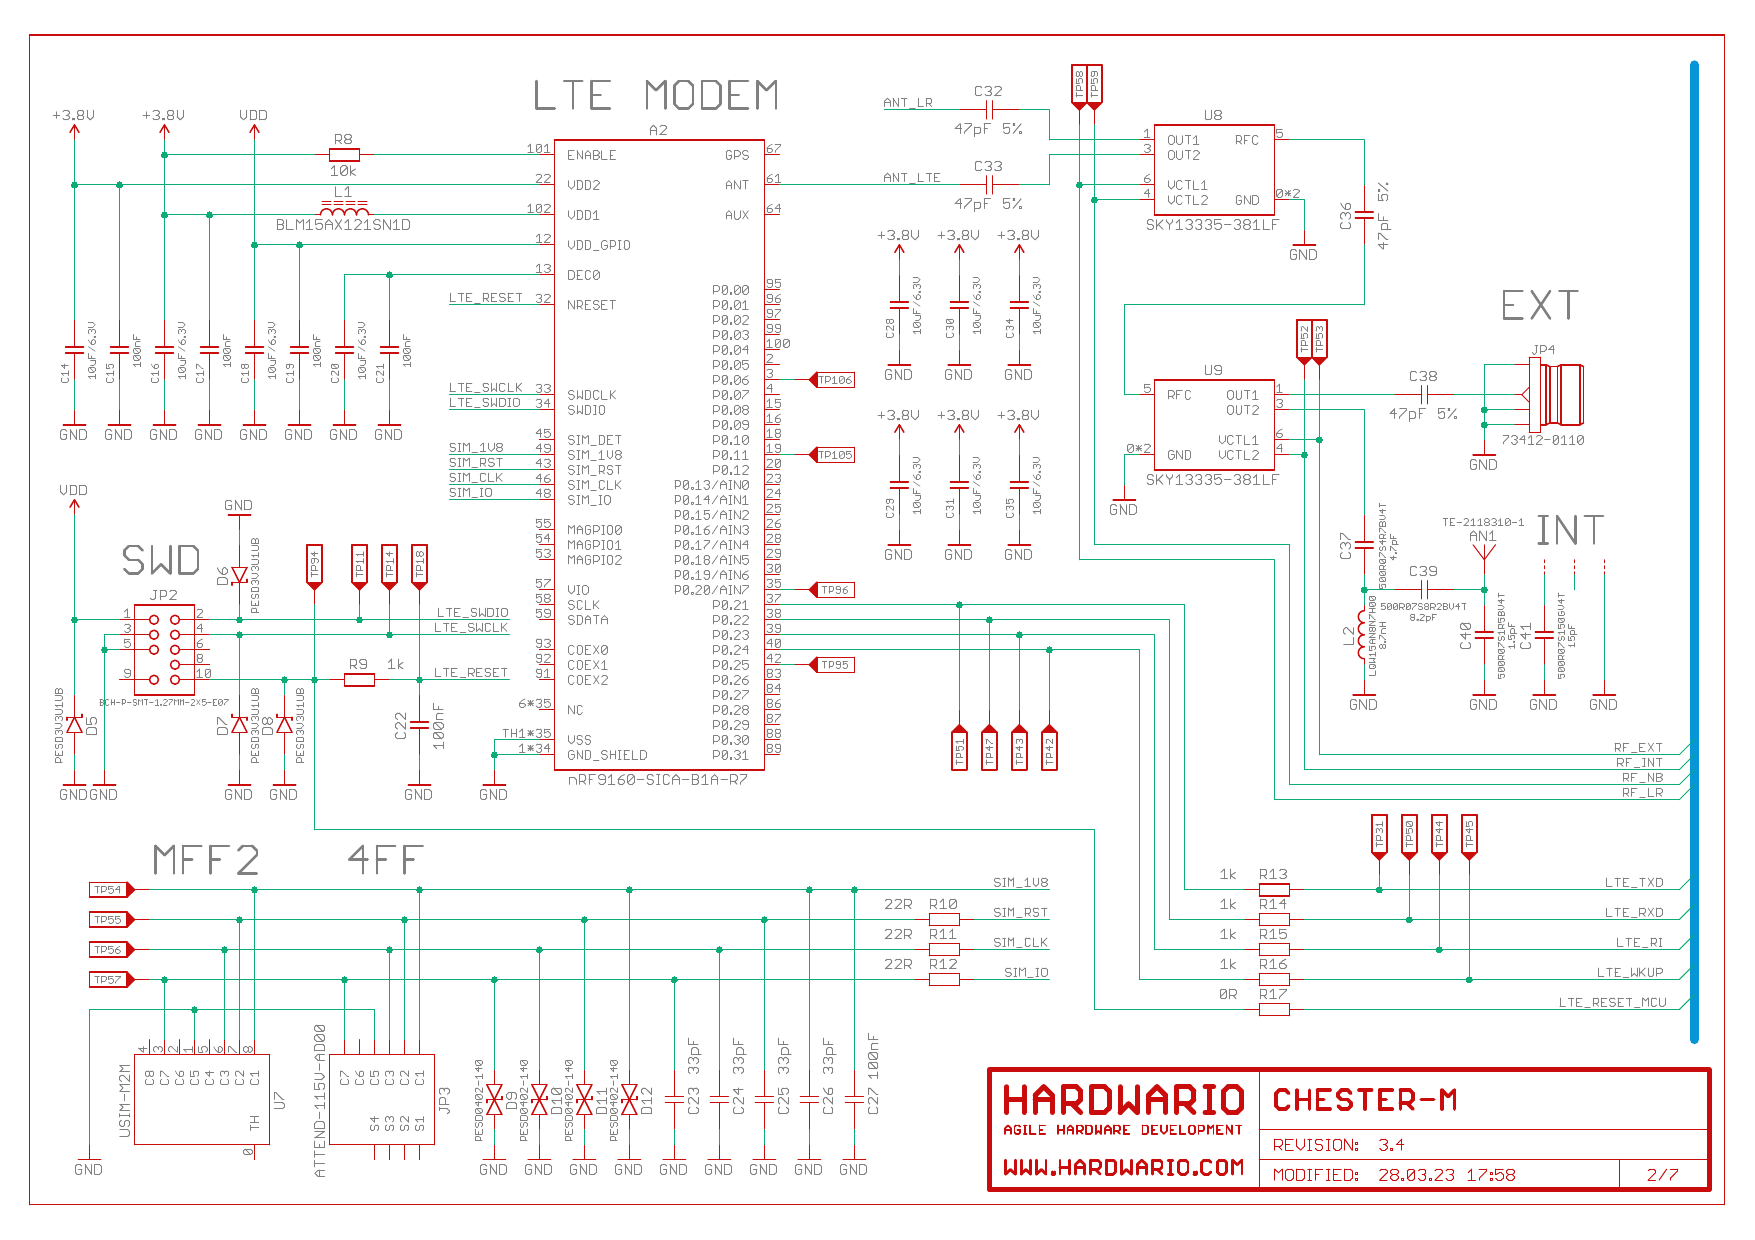 LTE MODEM
+3.8V
+3.8V
VDD
R8
10k
L1
BLM15AX121SN1D
C14 10uF/6.3V
C15 100nF
C16 10uF/6.3V
C17 100nF
C18 10uF/6.3V
C19 100nF
C20 10uF/6.3V
C21 100nF
GND GND GND GND GND GND GND GND
A2
101 ENABLE
22 VDD2
102 VDD1
12 VDD_GPIO
13 DEC0
LTE_RESET 32 NRESET
LTE_SWCLK 33 SWDCLK
LTE_SWDIO 34 SWDIO
45 SIM_DET
SIM_1V8 49 SIM_1V8
SIM_RST 43 SIM_RST
SIM_CLK 46 SIM_CLK
SIM_IO 48 SIM_IO
55 MAGPIO0
54 MAGPIO1
53 MAGPIO2
57 VIO
58 SCLK
59 SDATA
93 COEX0
92 COEX1
91 COEX2
6*35 NC
TH1*35 VSS
1*34 GND_SHIELD
GND
nRF9160-SICA-B1A-R7
GPS 67
ANT 61
AUX 64
P0.00 95
P0.01 96
P0.02 97
P0.03 99
P0.04 100
P0.05 2
P0.06 3 TP106
P0.07 4
P0.08 15
P0.09 16
P0.10 18
P0.11 19 TP105
P0.12 20
P0.13/AIN0 23
P0.14/AIN1 24
P0.15/AIN2 25
P0.16/AIN3 26
P0.17/AIN4 28
P0.18/AIN5 29
P0.19/AIN6 30
P0.20/AIN7 35 TP96
P0.21 37
P0.22 38
P0.23 39
P0.24 40
P0.25 42 TP95
P0.26 83
P0.27 84
P0.28 86
P0.29 87
P0.30 88
P0.31 89
TP51 TP47 TP43 TP42
ANT_LR
C32
47pF 5%
ANT_LTE
C33
47pF 5%
+3.8V +3.8V +3.8V
C28 10uF/6.3V
C30 10uF/6.3V
C34 10uF/6.3V
GND GND GND
+3.8V +3.8V +3.8V
C29 10uF/6.3V
C31 10uF/6.3V
C35 10uF/6.3V
GND GND GND
TP58 TP59
U8
1 OUT1 RFC 5
3 OUT2
6 VCTL1
4 VCTL2 GND 0*2
SKY13335-381LF
GND
C36 47pF 5%
TP52 TP53
U9
5 RFC OUT1 1
OUT2 3
VCTL1 6
0*2 GND VCTL2 4
SKY13335-381LF
GND
EXT
JP4
C38
47pF 5%
73412-0110
GND
INT
TE-2118310-1
AN1
C37 500R07S4R7BV4T 4.7pF
C39
500R07S8R2BV4T
8.2pF
L2 LQW15AN8N7H00 8.7nH
C40 500R07S1R5BV4T 1.5pF
C41 500R07S150GV4T 15pF
GND GND GND GND
RF_EXT
RF_INT
RF_NB
RF_LR
SWD
VDD
GND
D6 PESD3V3U1UB
TP94 TP11 TP14 TP18
JP2
1 2
3 4
5 6
8
9 10
BCH-P-SMT-1.27MM-2X5-E07
LTE_SWDIO
LTE_SWCLK
R9 1k
LTE_RESET
PESD3V3U1UB D5
D7 PESD3V3U1UB
D8 PESD3V3U1UB
C22 100nF
GND GND GND GND GND
MFF2 4FF
TP54
TP55
TP56
TP57
SIM_1V8
22R R10 SIM_RST
22R R11 SIM_CLK
22R R12 SIM_IO
USIM-M2M
4 3 2 1 5 6 7 8
C8 C7 C6 C5 C4 C3 C2 C1
TH
0
U7
ATTEND-115V-AD00
C7 C6 C5 C3 C2 C1
S4 S3 S2 S1
JP3
PESD0402-140 D9
PESD0402-140 D10
PESD0402-140 D11
PESD0402-140 D12
C23 33pF
C24 33pF
C25 33pF
C26 33pF
C27 100nF
GND GND GND GND GND GND GND GND GND GND
TP31 TP50 TP44 TP45
1k R13 LTE_TXD
1k R14 LTE_RXD
1k R15 LTE_RI
1k R16 LTE_WKUP
0R R17 LTE_RESET_MCU
HARDWARIO
AGILE HARDWARE DEVELOPMENT
WWW.HARDWARIO.COM
CHESTER-M
REVISION: 3.4
MODIFIED: 28.03.23 17:58
2/7